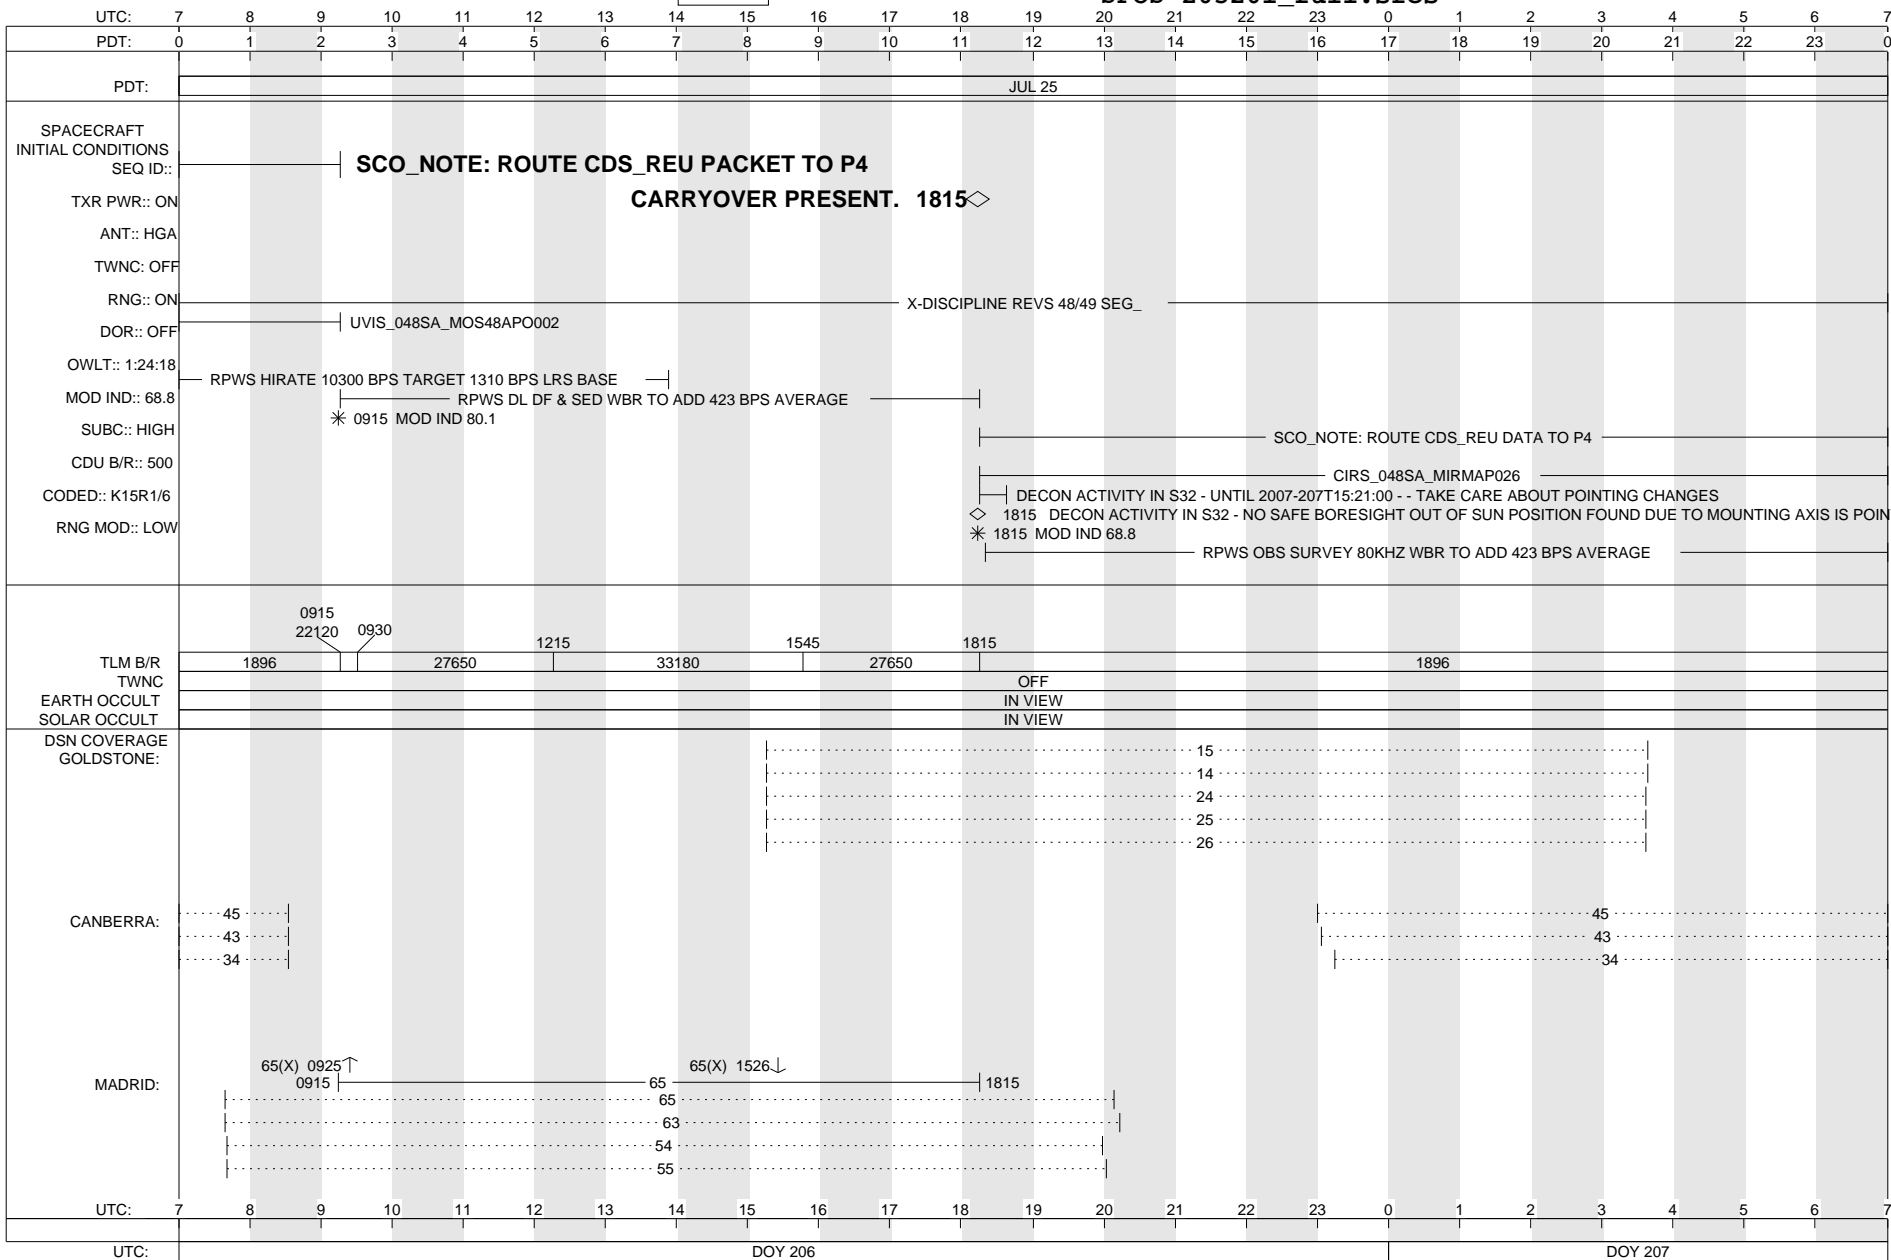 UTC: 7 8 9 10 11 12 13 14 15 16 17 18 19 20 21 22 23 0 1 2 3 4 5 6 7
PDT: 0 1 2 3 4 5 6 7 8 9 10 11 12 13 14 15 16 17 18 19 20 21 22 23 0
PDT: JUL 25
SPACECRAFT
INITIAL CONDITIONS
SEQ ID:: SCO_NOTE: ROUTE CDS_REU PACKET TO P4
TXR PWR:: ON CARRYOVER PRESENT. 1815
ANT:: HGA
TWNC: OFF
RNG:: ON X-DISCIPLINE REVS 48/49 SEG_
UVIS_048SA_MOS48APO002
DOR:: OFF
OWLT:: 1:24:18
RPWS HIRATE 10300 BPS TARGET 1310 BPS LRS BASE
MOD IND:: 68.8 RPWS DL DF & SED WBR TO ADD 423 BPS AVERAGE
0915 MOD IND 80.1
SUBC:: HIGH SCO_NOTE: ROUTE CDS_REU DATA TO P4
CDU B/R:: 500
CIRS_048SA_MIRMAP026
CODED:: K15R1/6 DECON ACTIVITY IN S32 - UNTIL 2007-207T15:21:00 - - TAKE CARE ABOUT POINTING CHANGES
1815 DECON ACTIVITY IN S32 - NO SAFE BORESIGHT OUT OF SUN POSITION FOUND DUE TO MOUNTING AXIS IS POIN
RNG MOD:: LOW 1815 MOD IND 68.8
RPWS OBS SURVEY 80KHZ WBR TO ADD 423 BPS AVERAGE
0915
22120 0930
1215 1545 1815
TLM B/R 1896 27650 33180 27650 1896
TWNC OFF
EARTH OCCULT IN VIEW
SOLAR OCCULT IN VIEW
DSN COVERAGE
GOLDSTONE: 15
14
24
25
26
CANBERRA: 45 45
43 43
34 34
65(X) 0925 65(X) 1526
MADRID: 0915 65 1815
65
63
54
55
UTC: 7 8 9 10 11 12 13 14 15 16 17 18 19 20 21 22 23 0 1 2 3 4 5 6 7
UTC: DOY 206 DOY 207